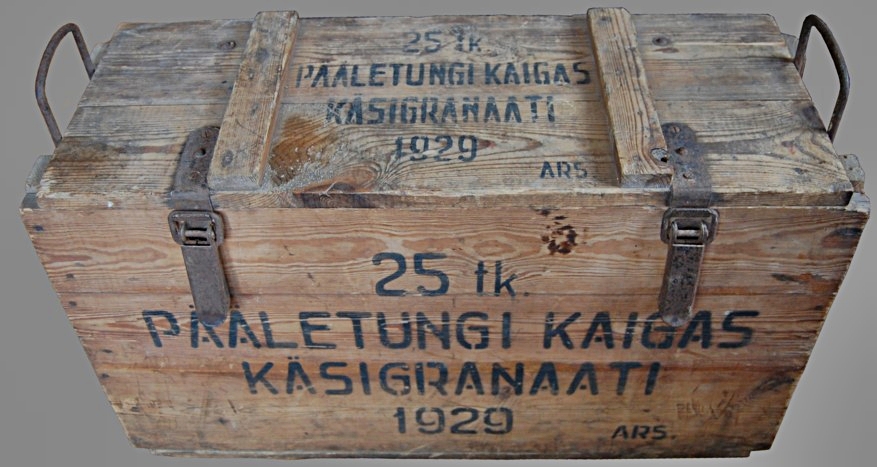 25 tk.
PÄÄLETUNGI KAIGAS
KÄSIGRANAATI
1929
ARS.
25 tk.
PÄÄLETUNGI KAIGAS
KÄSIGRANAATI
1929
ARS.